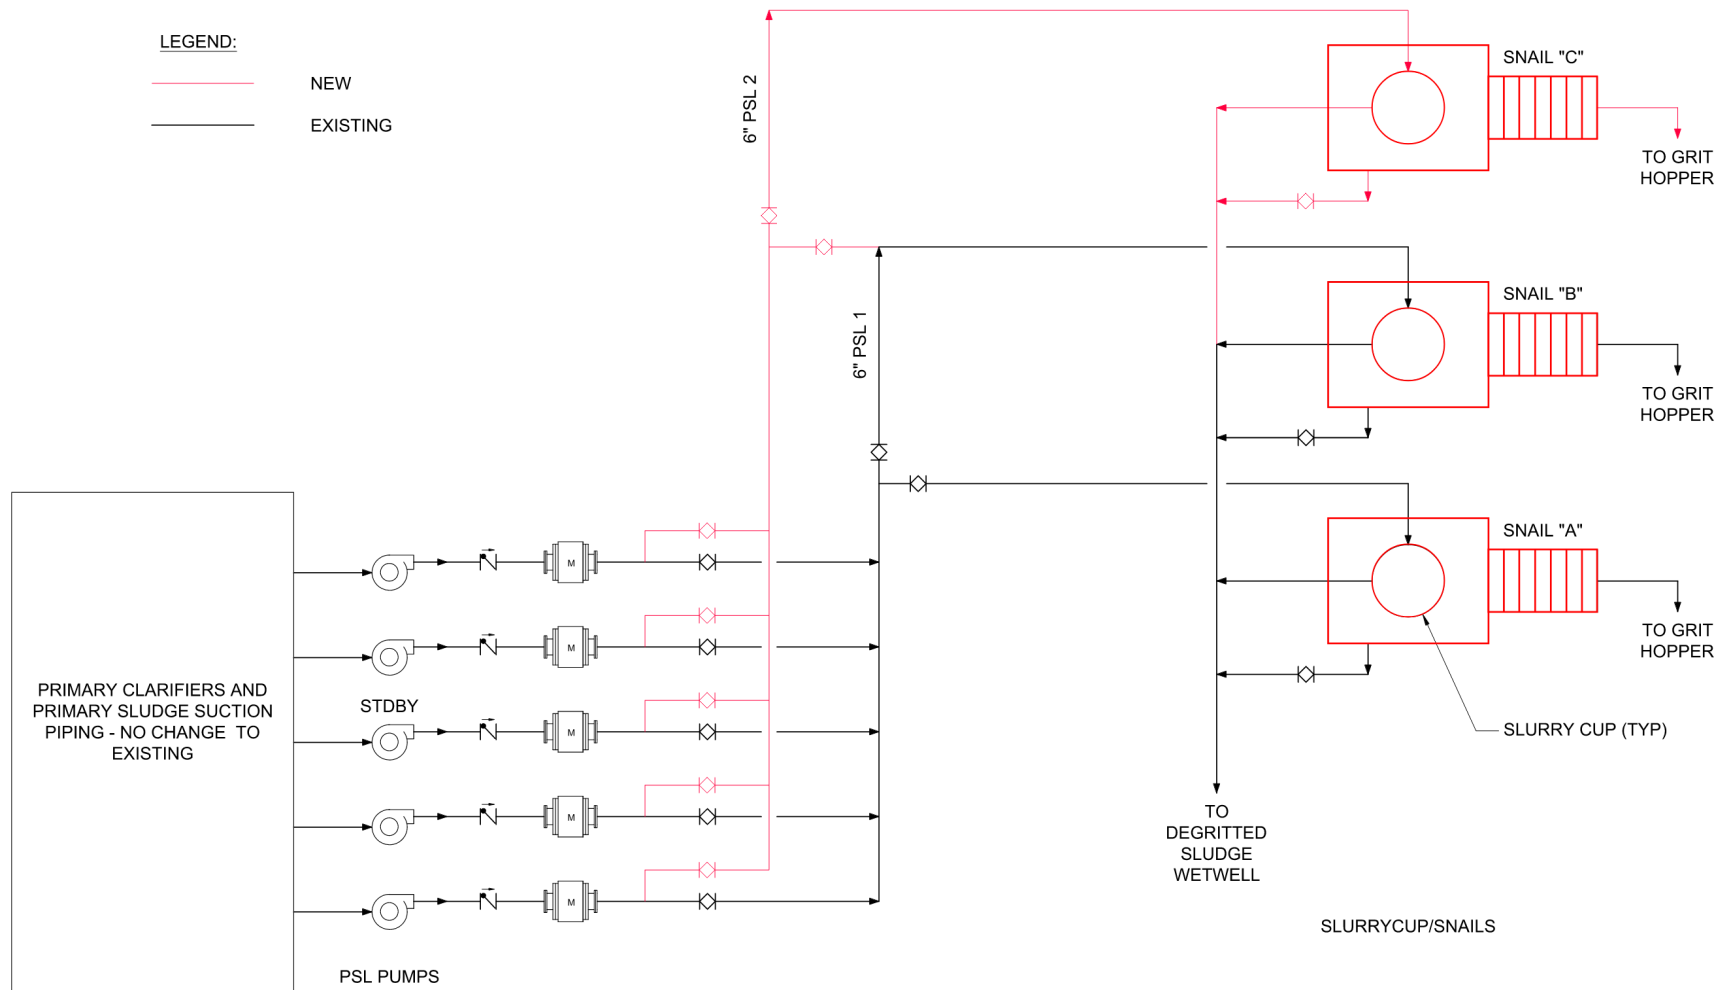 LEGEND:
NEW
EXISTING
6" PSL 2
SNAIL "C"
TO GRIT
HOPPER
6" PSL 1
SNAIL "B"
TO GRIT
HOPPER
SNAIL "A"
TO GRIT
HOPPER
M
M
M
M
M
PRIMARY CLARIFIERS AND
PRIMARY SLUDGE SUCTION
PIPING - NO CHANGE TO
EXISTING
STDBY
SLURRY CUP (TYP)
TO
DEGRITTED
SLUDGE
WETWELL
SLURRYCUP/SNAILS
PSL PUMPS